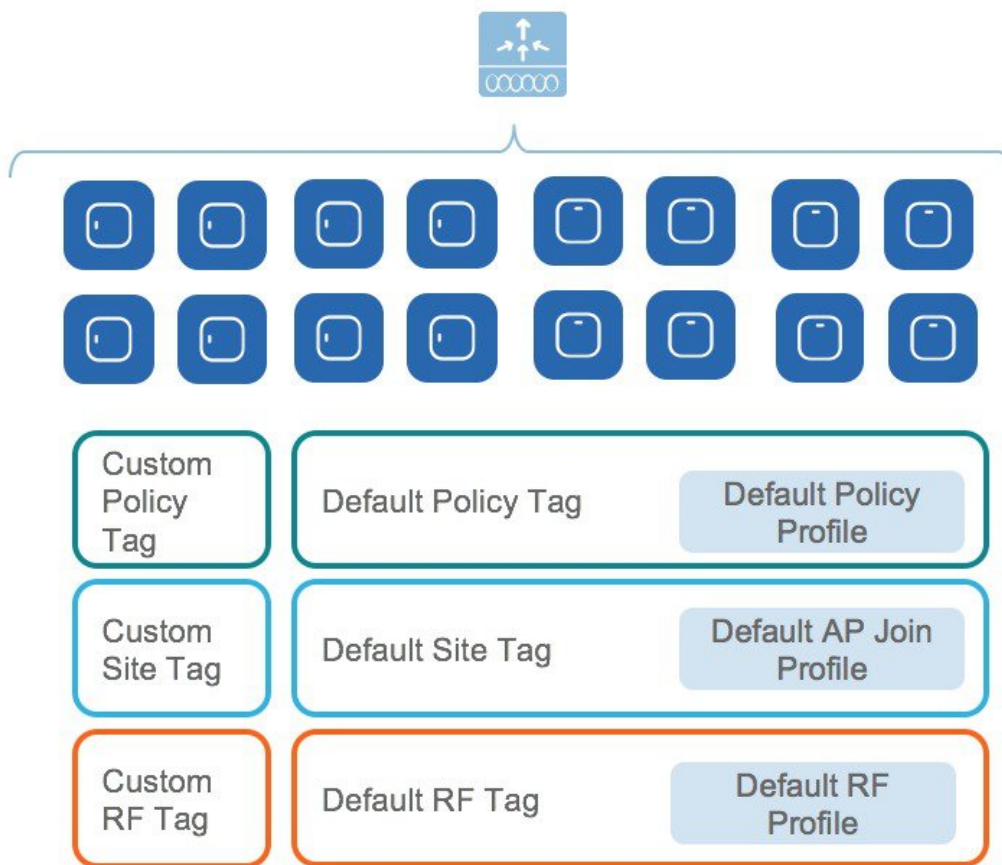 Custom
Policy
Tag
Default Policy Tag
Default Policy
Profile
Custom
Site Tag
Default Site Tag
Default AP Join
Profile
Custom
RF Tag
Default RF Tag
Default RF
Profile